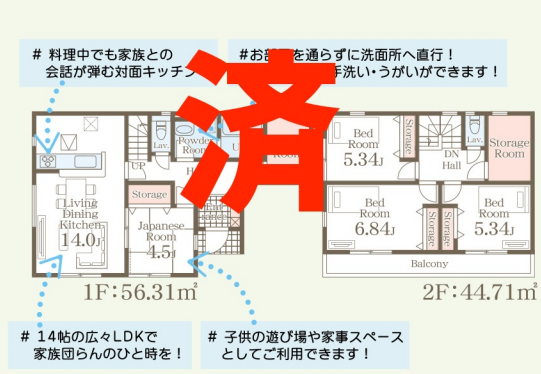 # 料理中でも家族との
会話が弾む対面キッチン
#お部屋を通らずに洗面所へ直行！
手洗い・うがいができます！
済
Lav.
Powder
Room
U
UP
H
Room
Storage
Living
Dining
Kitchen
14.0J
Japanese
Room
4.5J
Bed
Room
5.34J
Storage
Lav.
DN
Hall
Storage
Room
Bed
Room
6.84J
Storage
Storage
Bed
Room
5.34J
Balcony
1F:56.31㎡
2F:44.71㎡
# 14帖の広々LDKで
家族団らんのひと時を！
# 子供の遊び場や家事スペース
としてご利用できます！